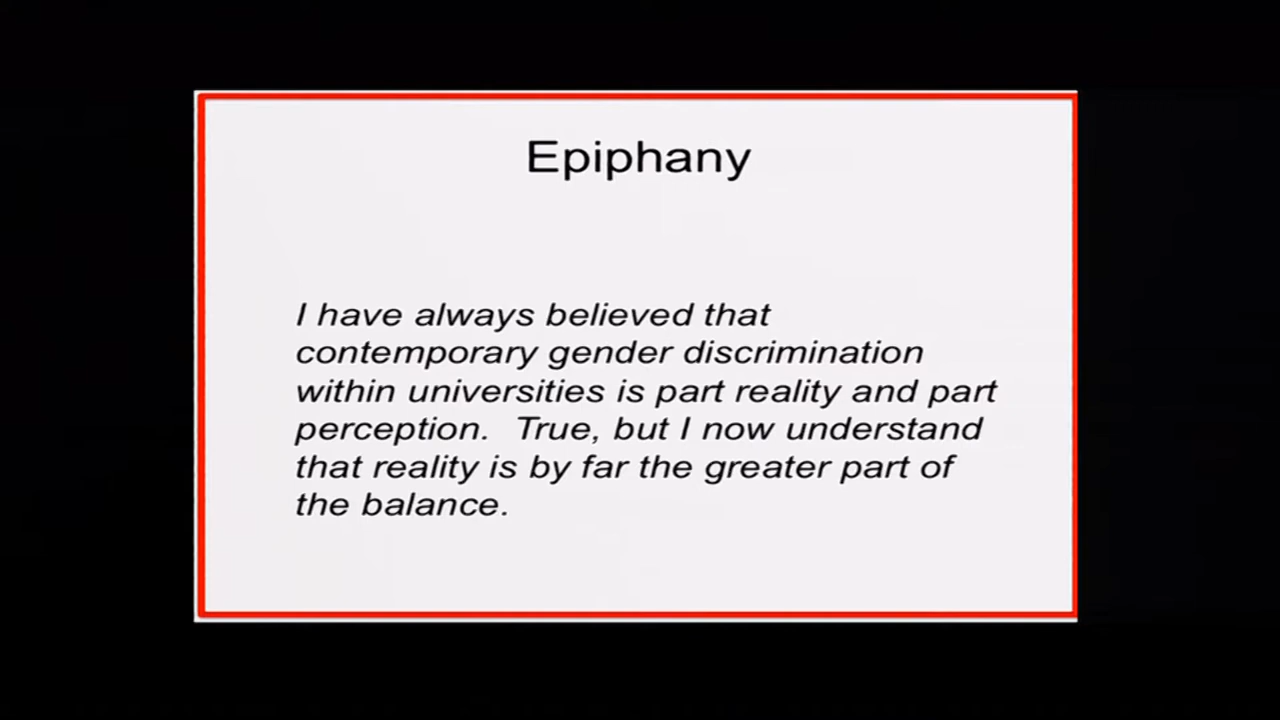 Epiphany
I have always believed that
contemporary gender discrimination
within universities is part reality and part
perception.  True, but I now understand
that reality is by far the greater part of
the balance.